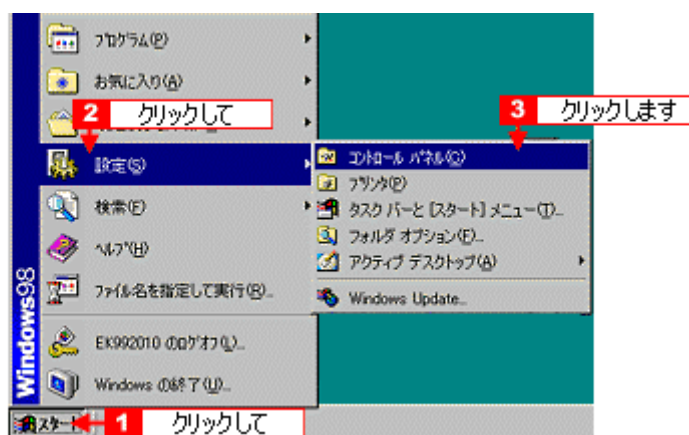 プログラム(P)
お気に入り(A)
2 クリックして
3 クリックします
設定(S)
コントロール パネル(C)
プリンタ(P)
検索(F)
タスク バーと [スタート] メニュー(T)...
フォルダ オプション(F)...
ヘルプ(H)
アクティブ デスクトップ(A)
ファイル名を指定して実行(R)...
Windows Update...
EK992010 のログオフ(L)...
Windows の終了(U)...
Windows98
スタート
1 クリックして